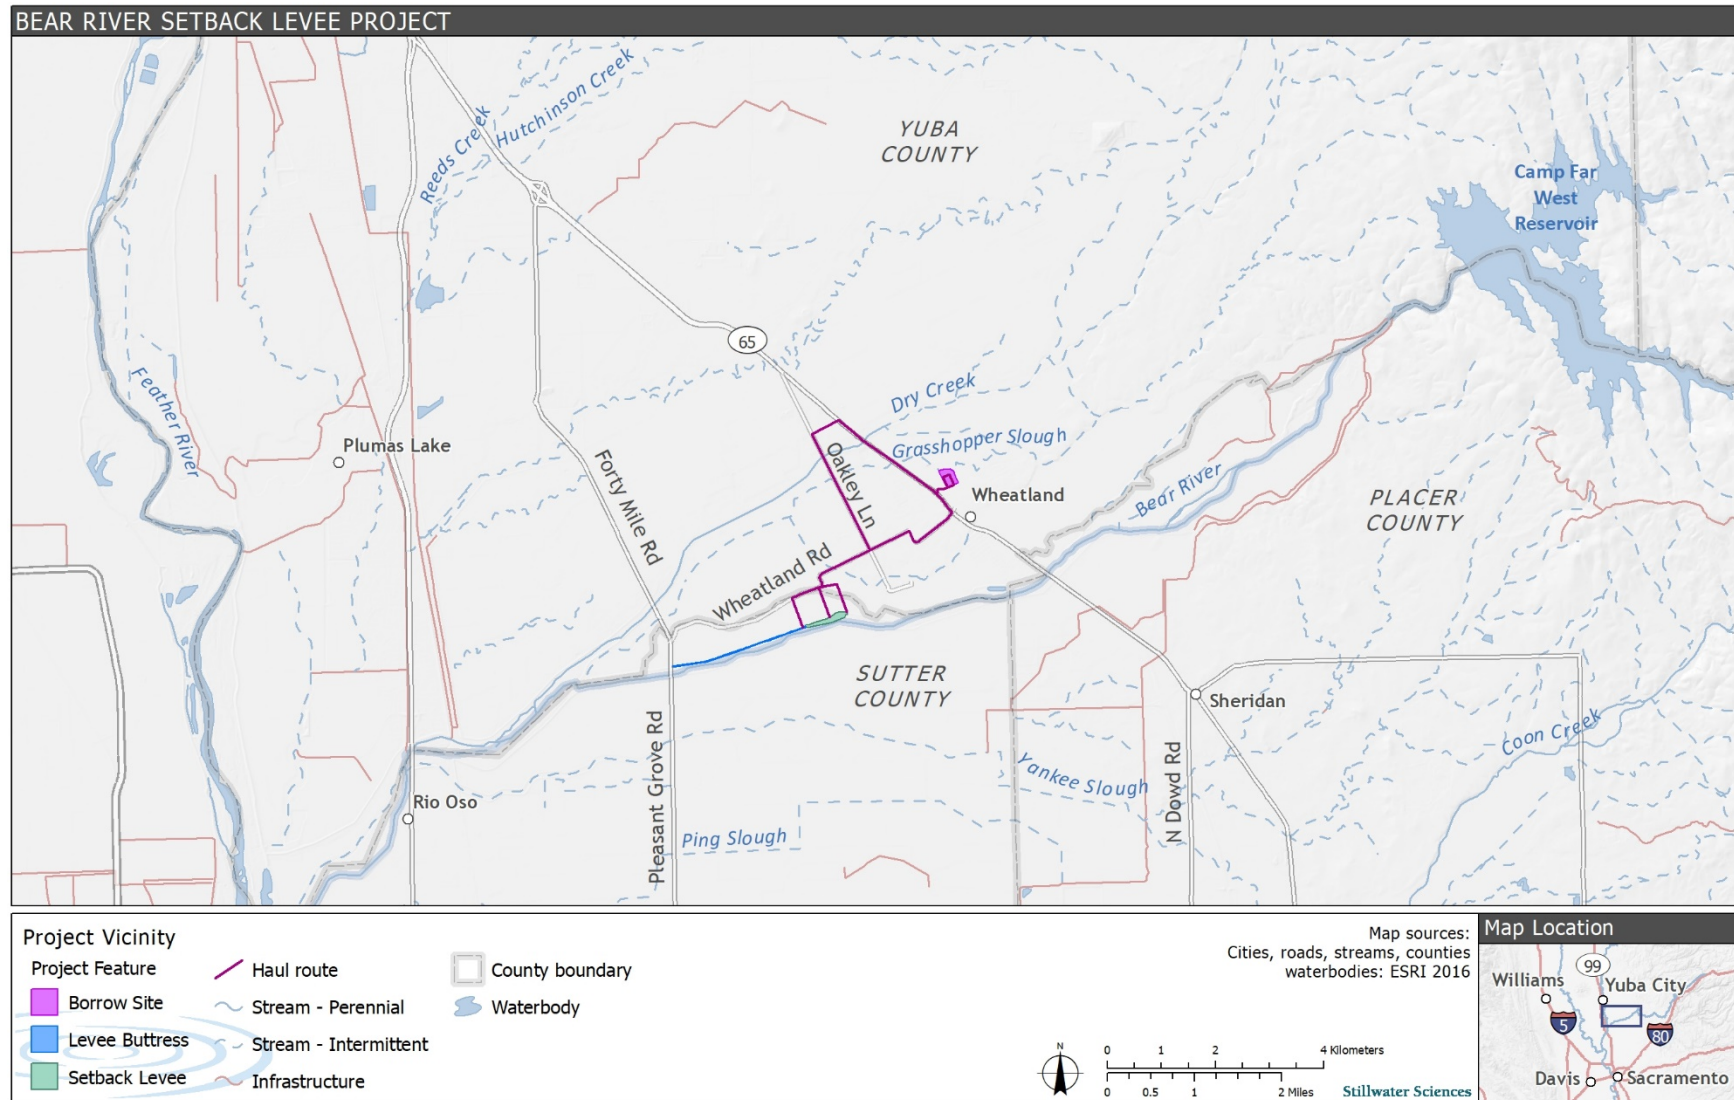 BEAR RIVER SETBACK LEVEE PROJECT
Reeds Creek
Hutchinson Creek
YUBA
COUNTY
Camp Far
West
Reservoir
65
Feather River
Plumas Lake
Dry Creek
Grasshopper Slough
Oakley Ln
Forty Mile Rd
Wheatland
Bear River
PLACER
COUNTY
Wheatland Rd
SUTTER
COUNTY
Sheridan
Coon Creek
Yankee Slough
N Dowd Rd
Pleasant Grove Rd
Rio Oso
Ping Slough
Project Vicinity
Project Feature
Borrow Site
Levee Buttress
Setback Levee
Haul route
Stream - Perennial
Stream - Intermittent
Infrastructure
County boundary
Waterbody
Map sources:
Cities, roads, streams, counties
waterbodies: ESRI 2016
N
0 1 2 4 Kilometers
0 0.5 1 2 Miles
Stillwater Sciences
Map Location
99
Williams
Yuba City
5
80
Davis
Sacramento